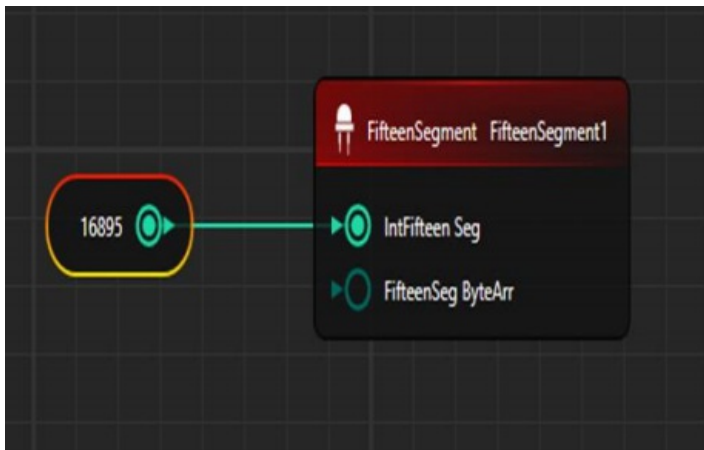 FifteenSegment FifteenSegment1
16895
IntFifteen Seg
FifteenSeg ByteArr